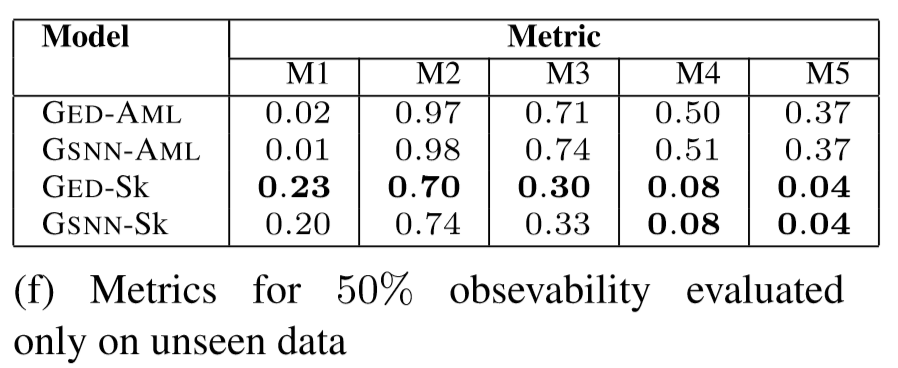 Model Metric
M1 M2 M3 M4 M5
GED-AML 0.02 0.97 0.71 0.50 0.37
GSNN-AML 0.01 0.98 0.74 0.51 0.37
GED-SK 0.23 0.70 0.30 0.08 0.04
GSNN-SK 0.20 0.74 0.33 0.08 0.04
(f) Metrics for 50% obsevability evaluated
only on unseen data